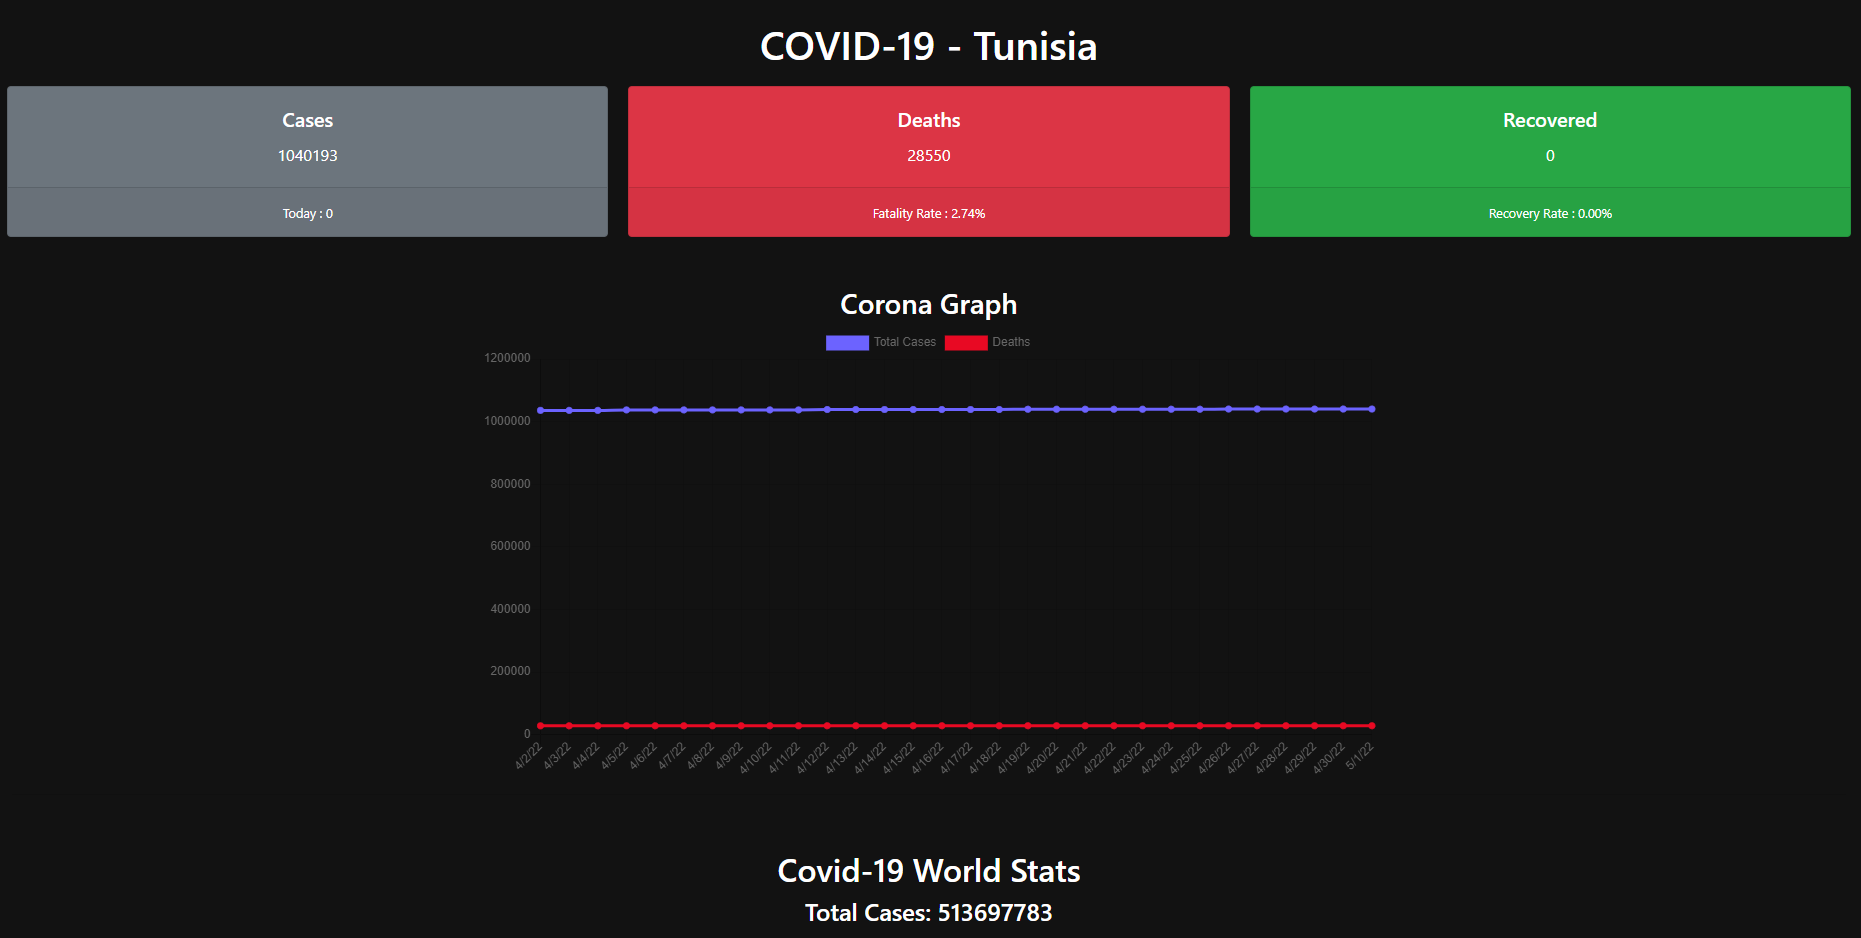 COVID-19 - Tunisia
Cases
1040193
Today : 0
Deaths
28550
Fatality Rate : 2.74%
Recovered
0
Recovery Rate : 0.00%
Corona Graph
Total Cases Deaths
1200000
1000000
800000
600000
400000
200000
0
4/2/22 4/3/22 4/4/22 4/5/22 4/6/22 4/7/22 4/8/22 4/9/22 4/10/22 4/11/22 4/12/22 4/13/22 4/14/22 4/15/22 4/16/22 4/17/22 4/18/22 4/19/22 4/20/22 4/21/22 4/22/22 4/23/22 4/24/22 4/25/22 4/26/22 4/27/22 4/28/22 4/29/22 4/30/22 5/1/22
Covid-19 World Stats
Total Cases: 513697783